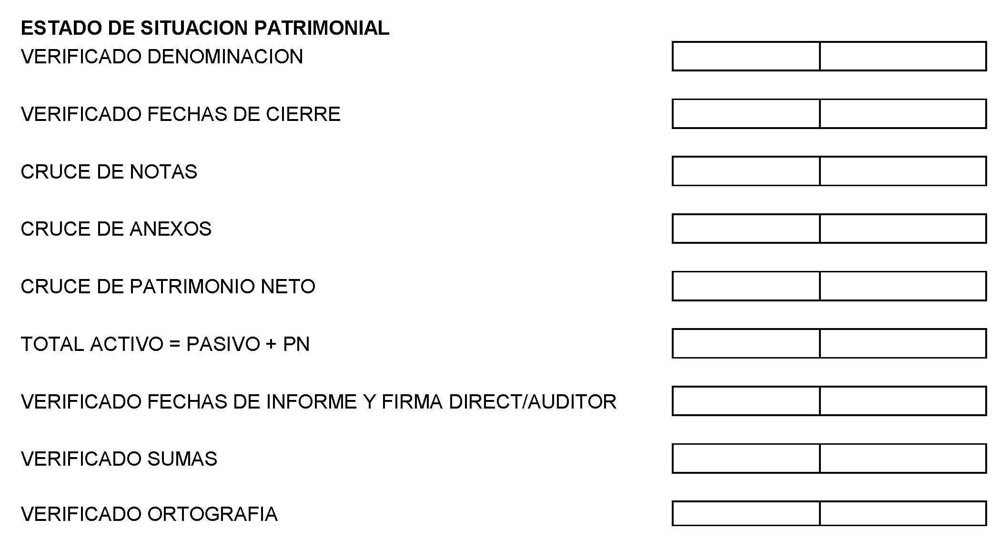 ESTADO DE SITUACION PATRIMONIAL
VERIFICADO DENOMINACION
VERIFICADO FECHAS DE CIERRE
CRUCE DE NOTAS
CRUCE DE ANEXOS
CRUCE DE PATRIMONIO NETO
TOTAL ACTIVO = PASIVO + PN
VERIFICADO FECHAS DE INFORME Y FIRMA DIRECT/AUDITOR
VERIFICADO SUMAS
VERIFICADO ORTOGRAFIA